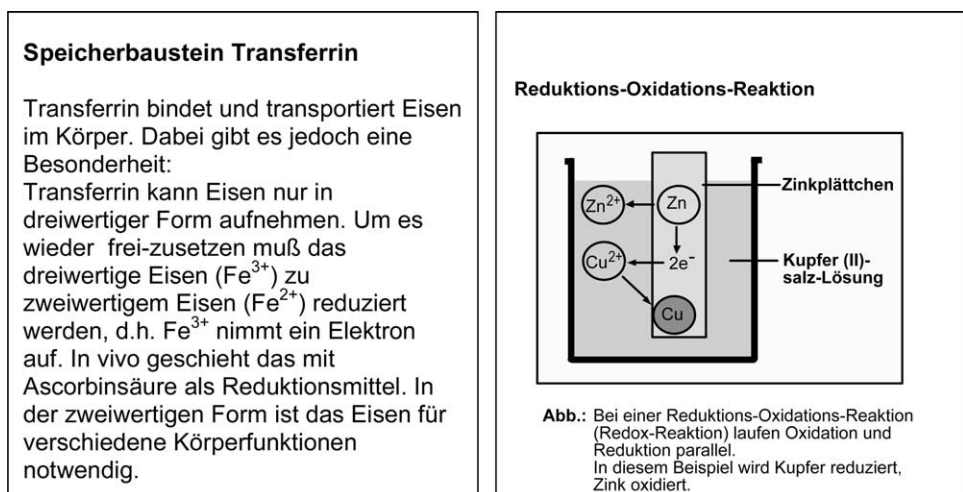 Speicherbaustein Transferrin
Transferrin bindet und transportiert Eisen
im Körper. Dabei gibt es jedoch eine
Besonderheit:
Transferrin kann Eisen nur in
dreiwertiger Form aufnehmen. Um es
wieder frei-zusetzen muß das
dreiwertige Eisen (Fe³⁺) zu
zweiwertigem Eisen (Fe²⁺) reduziert
werden, d.h. Fe³⁺ nimmt ein Elektron
auf. In vivo geschieht das mit
Ascorbinsäure als Reduktionsmittel. In
der zweiwertigen Form ist das Eisen für
verschiedene Körperfunktionen
notwendig.
Reduktions-Oxidations-Reaktion
Zinkplättchen
Zn²⁺
Zn
Cu²⁺
2e⁻
Kupfer (II)-
salz-Lösung
Cu
Abb.: Bei einer Reduktions-Oxidations-Reaktion
(Redox-Reaktion) laufen Oxidation und
Reduktion parallel.
In diesem Beispiel wird Kupfer reduziert,
Zink oxidiert.